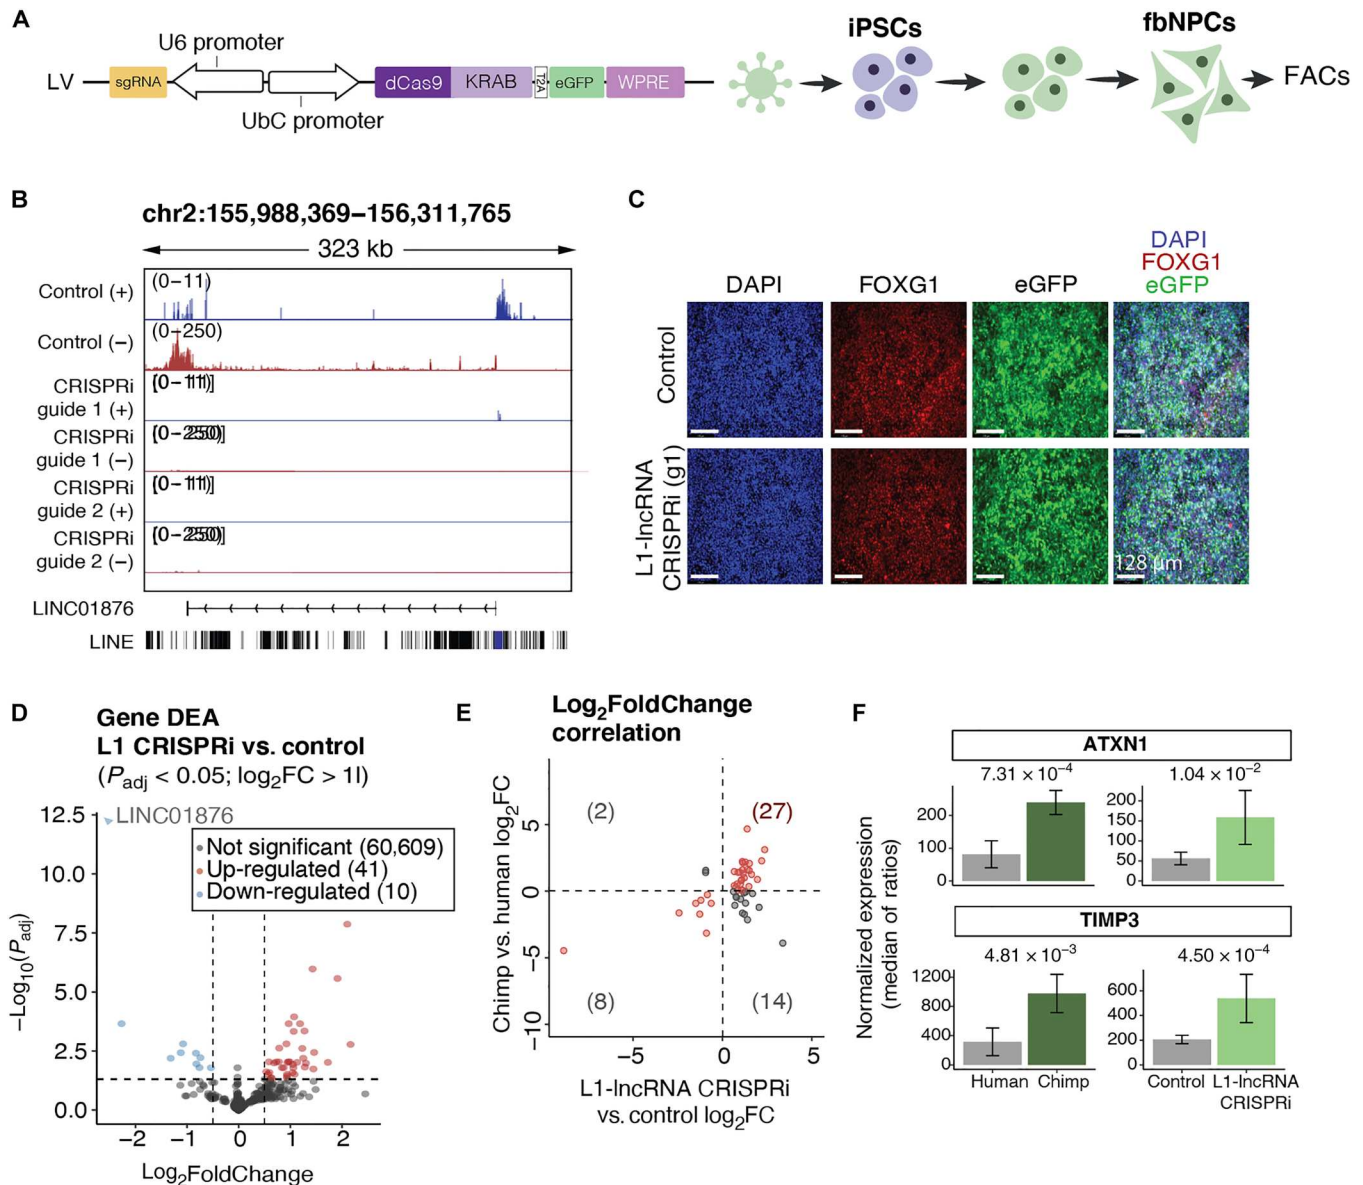 A
U6 promoter
LV
sgRNA
dCas9
KRAB
T2A
eGFP
WPRE
UbC promoter
iPSCs
fbNPCs
FACs
B
chr2:155,988,369–156,311,765
323 kb
Control (+)
(0–11)
Control (–)
(0–250)
CRISPRi
guide 1 (+)
CRISPRi
guide 1 (–)
CRISPRi
guide 2 (+)
CRISPRi
guide 2 (–)
LINC01876
LINE
C
DAPI
FOXG1
eGFP
DAPI
FOXG1
eGFP
Control
L1-lncRNA
CRISPRi (g1)
128 µm
D
Gene DEA
L1 CRISPRi vs. control
(Padj < 0.05; log2FC > 1l)
LINC01876
Not significant (60,609)
Up-regulated (41)
Down-regulated (10)
12.5
10.0
7.5
5.0
2.5
0.0
–Log10(Padj)
−2 −1 0 1 2
Log2FoldChange
E
Log2FoldChange
correlation
(2)
(27)
(8)
(14)
5
0
−5
−10
Chimp vs. human log2FC
−5 0 5
L1-lncRNA CRISPRi
vs. control log2FC
F
Normalized expression
(median of ratios)
ATXN1
7.31 × 10⁻⁴
1.04 × 10⁻²
200
100
0
200
150
100
50
0
TIMP3
4.81 × 10⁻³
4.50 × 10⁻⁴
1200
800
400
0
600
400
200
0
Human Chimp
Control L1-lncRNA
CRISPRi